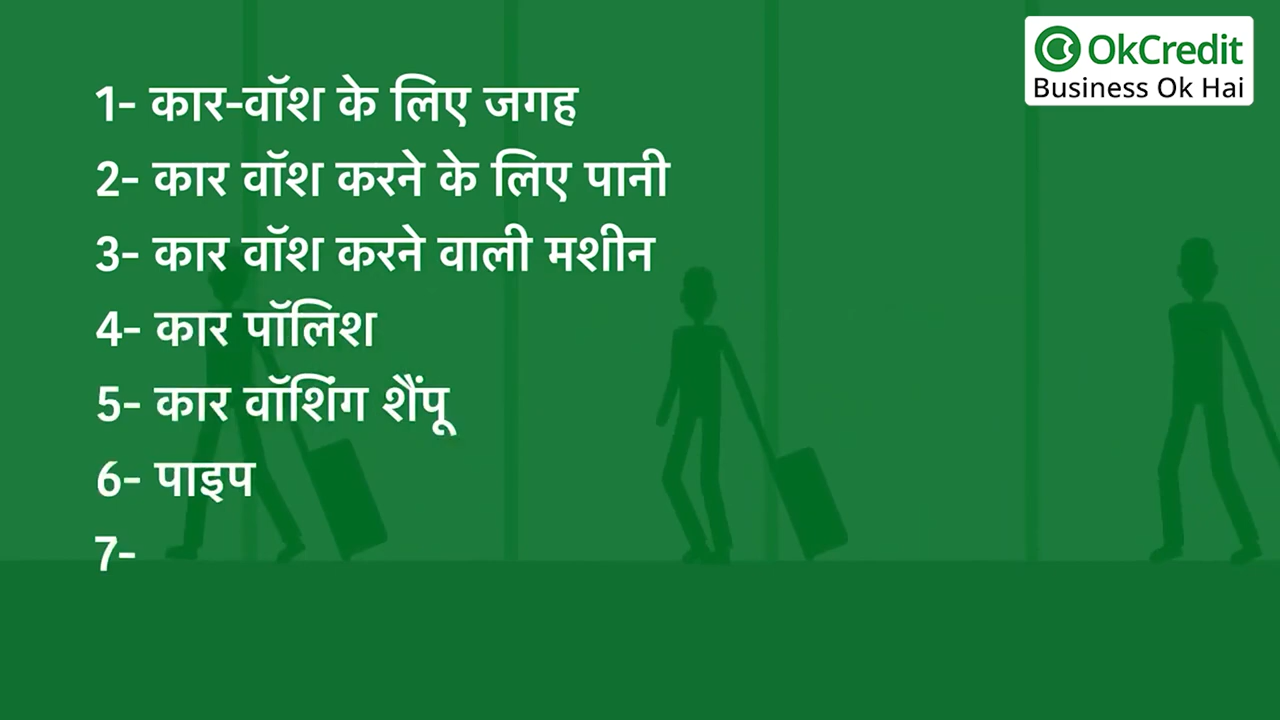 OkCredit
Business Ok Hai
1- कार-वॉश के लिए जगह
2- कार वॉश करने के लिए पानी
3- कार वॉश करने वाली मशीन
4- कार पॉलिश
5- कार वॉशिंग शैंपू
6- पाइप
7-